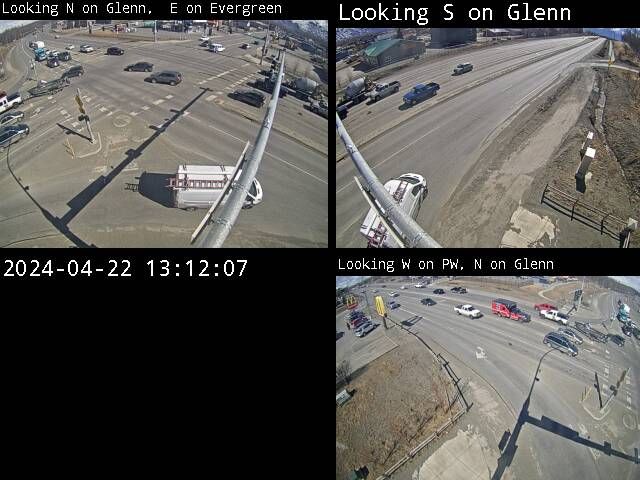 Looking N on Glenn, E on Evergreen
Looking S on Glenn
2024-04-22 13:12:07
Looking W on PW, N on Glenn